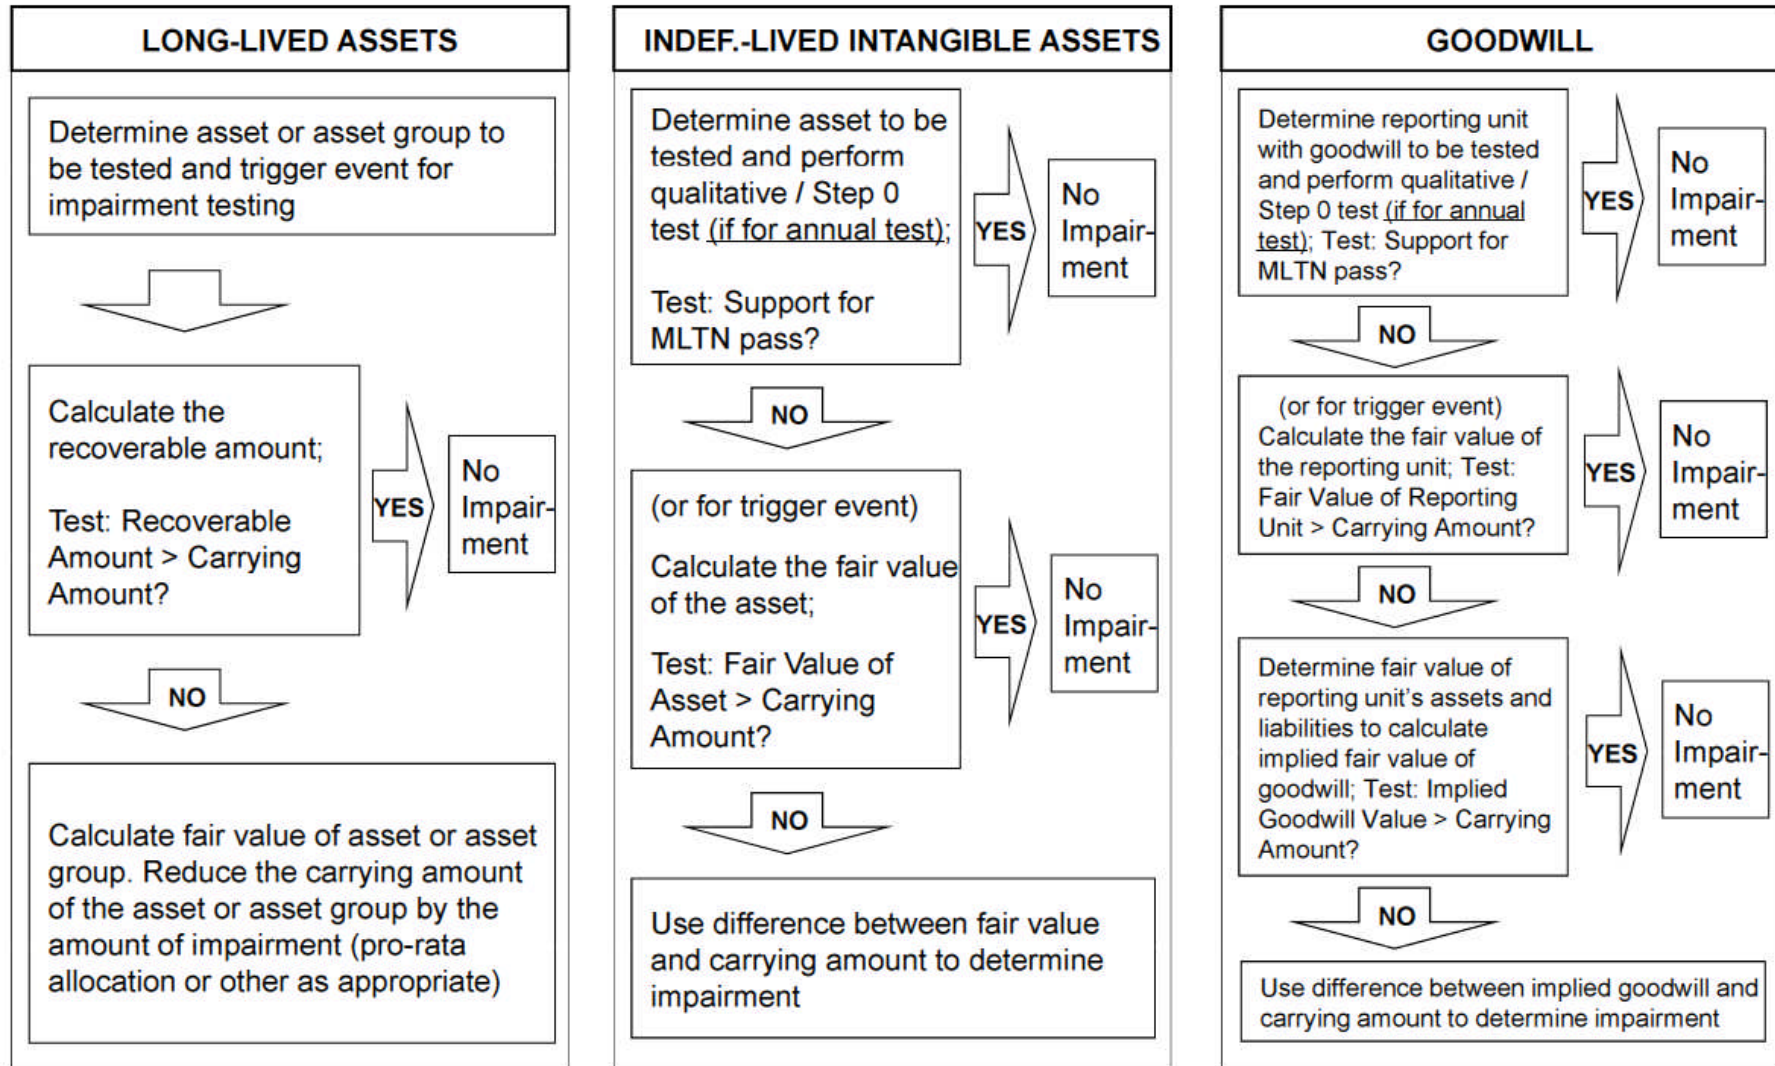 LONG-LIVED ASSETS
Determine asset or asset group to
be tested and trigger event for
impairment testing
Calculate the
recoverable amount;
Test: Recoverable
Amount > Carrying
Amount?
YES
No
Impair-
ment
NO
Calculate fair value of asset or asset
group. Reduce the carrying amount
of the asset or asset group by the
amount of impairment (pro-rata
allocation or other as appropriate)
INDEF.-LIVED INTANGIBLE ASSETS
Determine asset to be
tested and perform
qualitative / Step 0
test (if for annual test);
Test: Support for
MLTN pass?
YES
No
Impair-
ment
NO
(or for trigger event)
Calculate the fair value
of the asset;
Test: Fair Value of
Asset > Carrying
Amount?
YES
No
Impair-
ment
NO
Use difference between fair value
and carrying amount to determine
impairment
GOODWILL
Determine reporting unit
with goodwill to be tested
and perform qualitative /
Step 0 test (if for annual
test); Test: Support for
MLTN pass?
YES
No
Impair-
ment
NO
(or for trigger event)
Calculate the fair value of
the reporting unit; Test:
Fair Value of Reporting
Unit > Carrying Amount?
YES
No
Impair-
ment
NO
Determine fair value of
reporting unit's assets and
liabilities to calculate
implied fair value of
goodwill; Test: Implied
Goodwill Value > Carrying
Amount?
YES
No
Impair-
ment
NO
Use difference between implied goodwill and
carrying amount to determine impairment